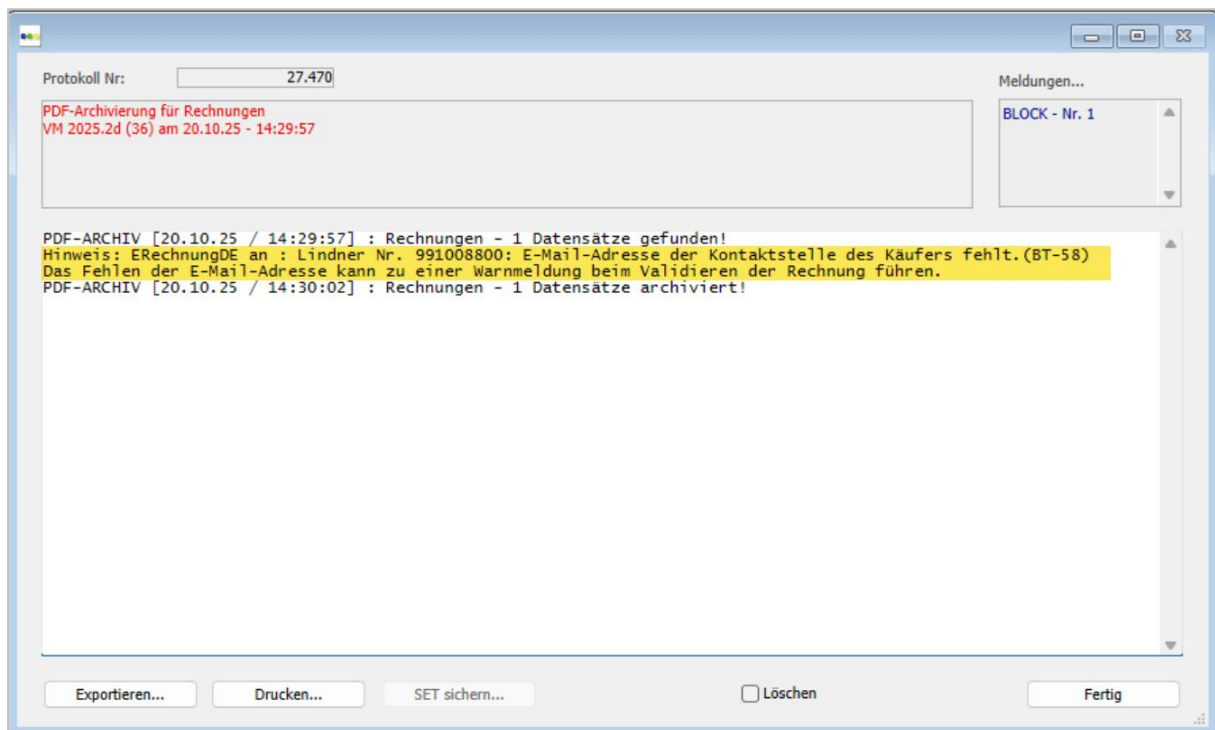 Protokoll Nr: 27.470
Meldungen...
PDF-Archivierung für Rechnungen
VM 2025.2d (36) am 20.10.25 - 14:29:57
BLOCK - Nr. 1
PDF-ARCHIV [20.10.25 / 14:29:57] : Rechnungen - 1 Datensätze gefunden!
Hinweis: ERechnungDE an : Lindner Nr. 991008800: E-Mail-Adresse der Kontaktstelle des Käufers fehlt.(BT-58)
Das Fehlen der E-Mail-Adresse kann zu einer Warnmeldung beim Validieren der Rechnung führen.
PDF-ARCHIV [20.10.25 / 14:30:02] : Rechnungen - 1 Datensätze archiviert!
Exportieren... Drucken... SET sichern... Löschen Fertig